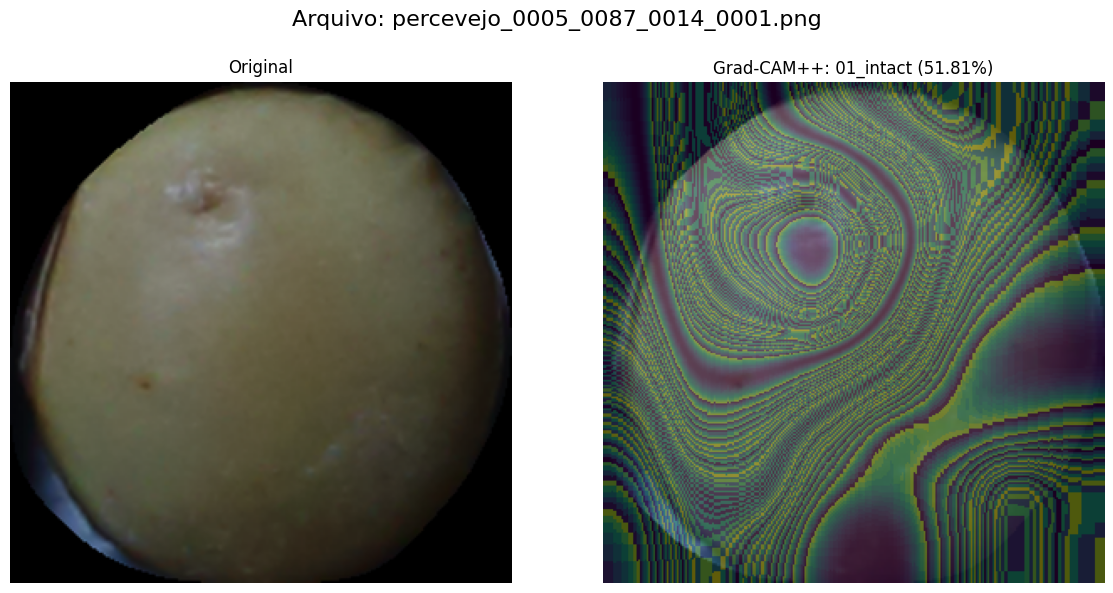 Arquivo: percevejo_0005_0087_0014_0001.png
Original
Grad-CAM++: 01_intact (51.81%)